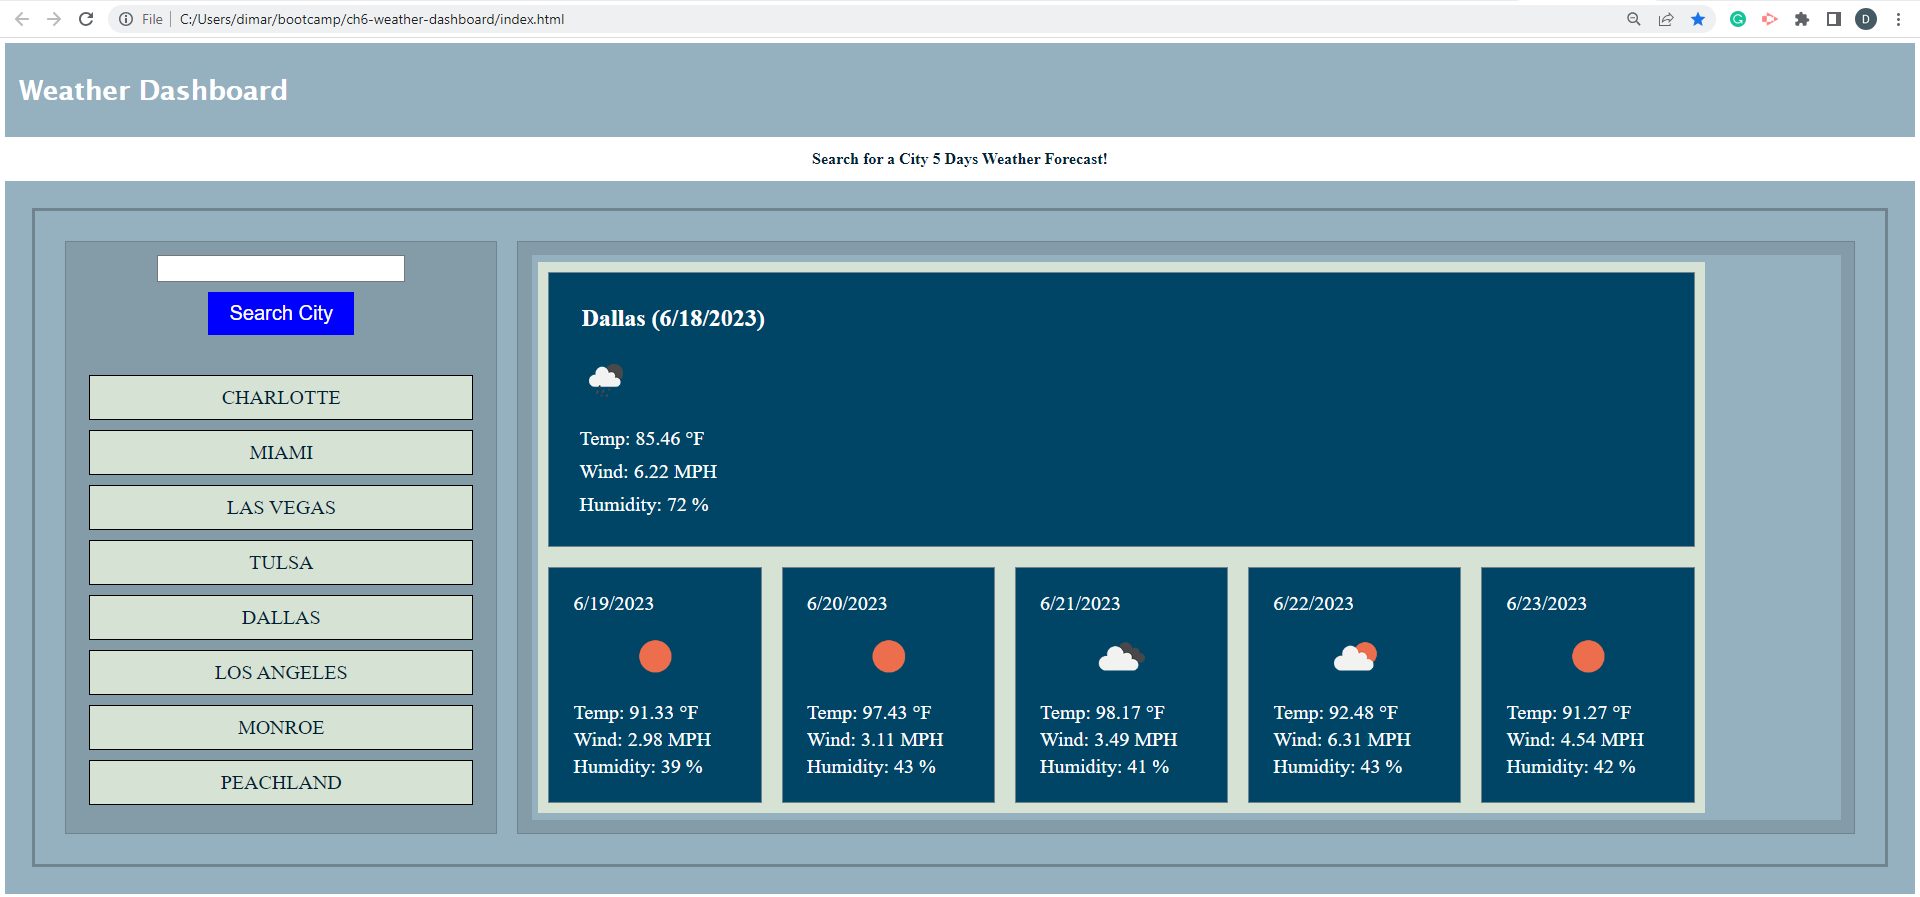 File | C:/Users/dimar/bootcamp/ch6-weather-dashboard/index.html
D
Weather Dashboard
Search for a City 5 Days Weather Forecast!
Search City
CHARLOTTE
MIAMI
LAS VEGAS
TULSA
DALLAS
LOS ANGELES
MONROE
PEACHLAND
Dallas (6/18/2023)
Temp: 85.46 °F
Wind: 6.22 MPH
Humidity: 72 %
6/19/2023
Temp: 91.33 °F
Wind: 2.98 MPH
Humidity: 39 %
6/20/2023
Temp: 97.43 °F
Wind: 3.11 MPH
Humidity: 43 %
6/21/2023
Temp: 98.17 °F
Wind: 3.49 MPH
Humidity: 41 %
6/22/2023
Temp: 92.48 °F
Wind: 6.31 MPH
Humidity: 43 %
6/23/2023
Temp: 91.27 °F
Wind: 4.54 MPH
Humidity: 42 %